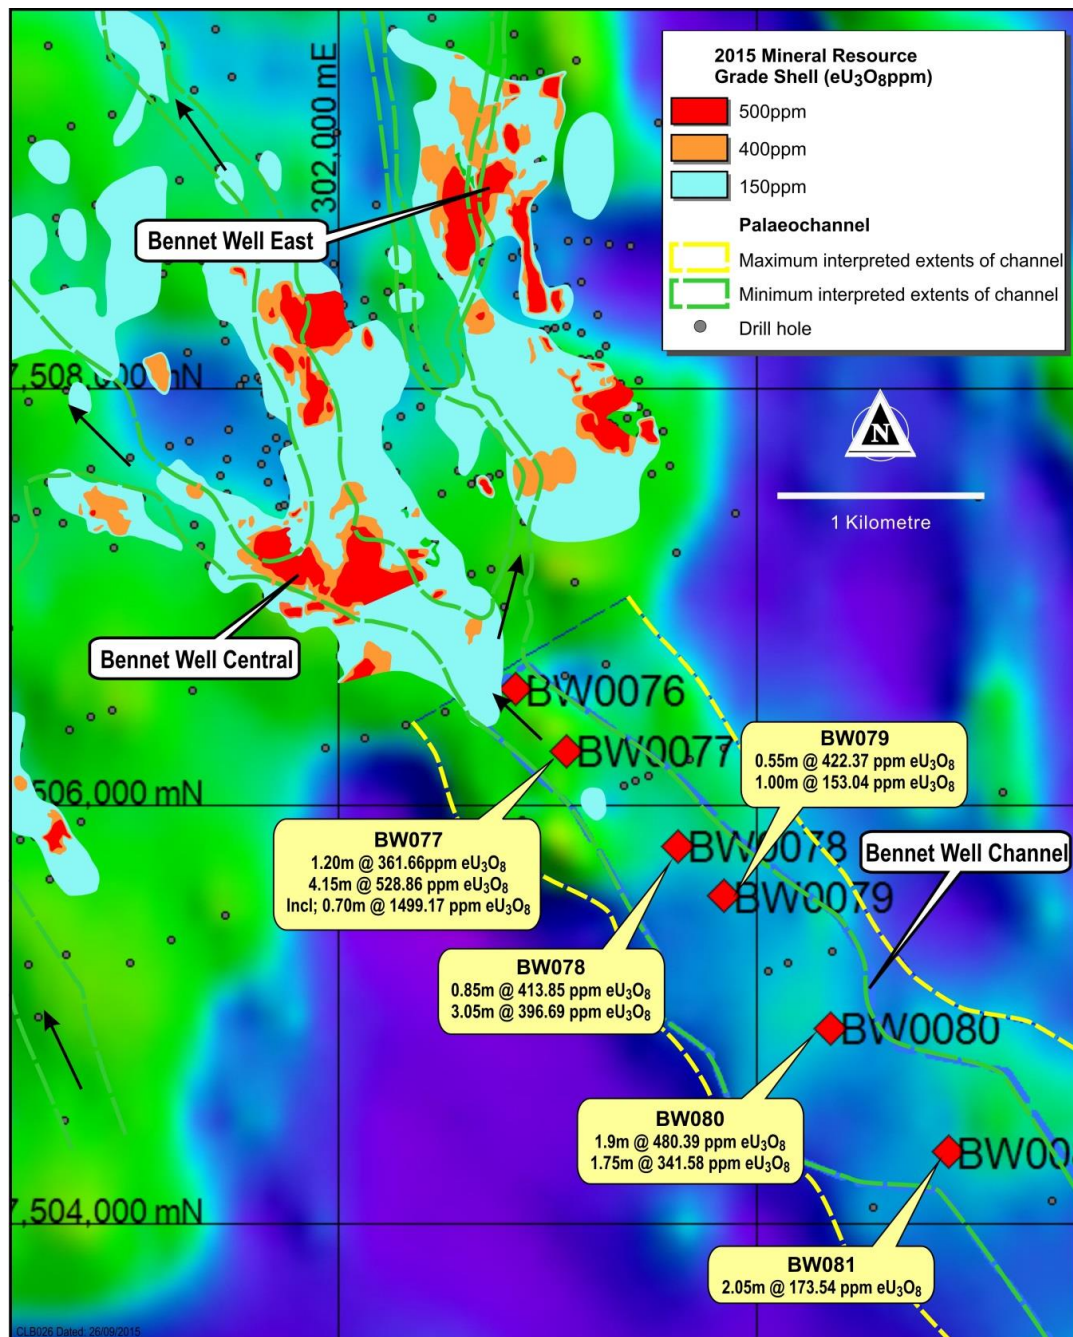 2015 Mineral Resource
Grade Shell (eU₃O₈ppm)
500ppm
400ppm
150ppm
Palaeochannel
Maximum interpreted extents of channel
Minimum interpreted extents of channel
Drill hole
302,000 mE
Bennet Well East
7,508,000 mN
N
1 Kilometre
Bennet Well Central
BW0076
BW0077
BW079
0.55m @ 422.37 ppm eU₃O₈
1.00m @ 153.04 ppm eU₃O₈
506,000 mN
BW077
1.20m @ 361.66ppm eU₃O₈
4.15m @ 528.86 ppm eU₃O₈
Incl; 0.70m @ 1499.17 ppm eU₃O₈
BW0078
Bennet Well Channel
BW0079
BW078
0.85m @ 413.85 ppm eU₃O₈
3.05m @ 396.69 ppm eU₃O₈
BW0080
BW080
1.9m @ 480.39 ppm eU₃O₈
1.75m @ 341.58 ppm eU₃O₈
BW00
7,504,000 mN
BW081
2.05m @ 173.54 ppm eU₃O₈
CLB026 Dated: 26/09/2015